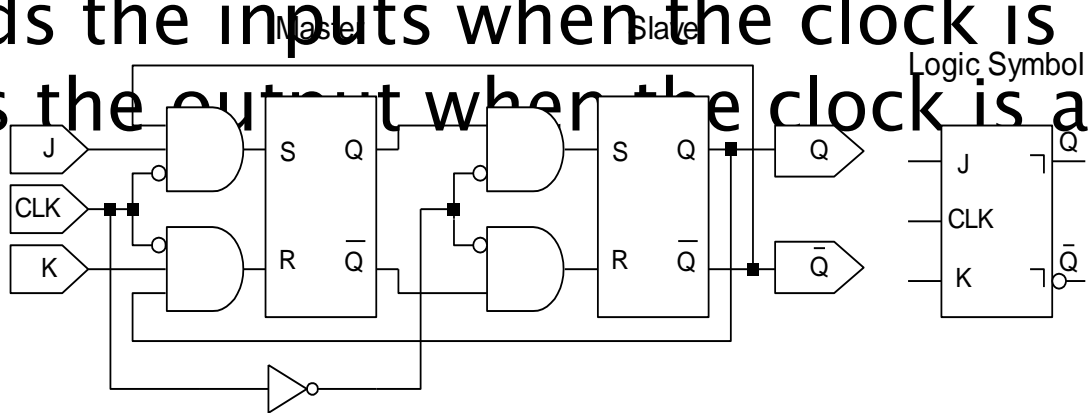 ds the inputs when the clock is
Master Slave
Logic Symbol
s the output when the clock is a
J S Q S Q Q J Q
CLK CLK
K R Q̅ R Q̅ Q̅ K Q̅